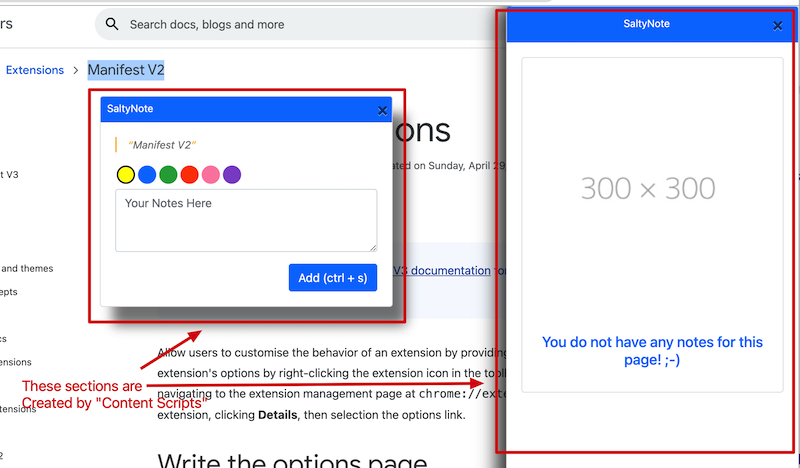 rs
Search docs, blogs and more
SaltyNote
×
Extensions > Manifest V2
SaltyNote
×
ons
"Manifest V2"
ated on Sunday, April 29
t V3
300 × 300
Your Notes Here
and themes
V3 documentation
Add (ctrl + s)
epts
cs
You do not have any notes for this
page! ;-)
Allow users to customise the behavior of an extension by providing
ensions
extension's options by right-clicking the extension icon in the
These sections are
navigating to the extension management page at chrome://ext
Created by "Content Scripts"
extensions
extension, clicking Details, then selection the options link.
2
Write the options page